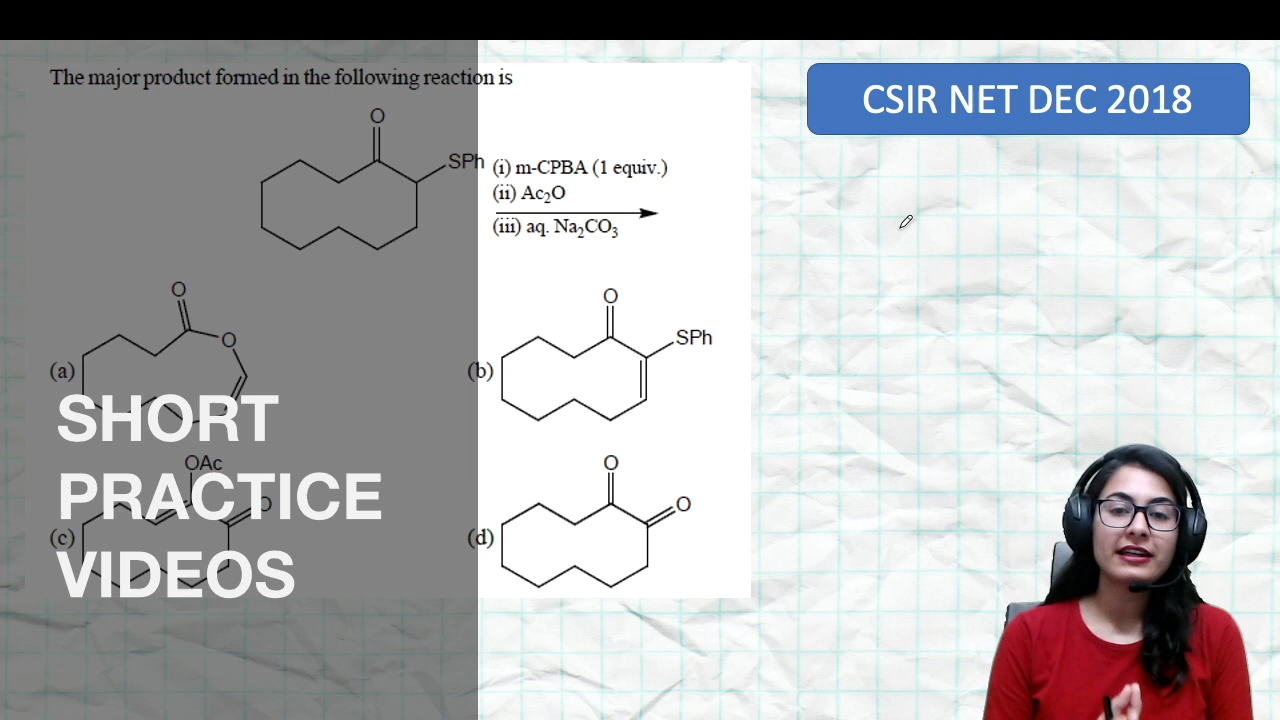 The major product formed in the following reaction is
CSIR NET DEC 2018
O
SPh
(i) m-CPBA (1 equiv.)
(ii) Ac2O
(iii) aq. Na2CO3
O
O
(a)
O
SPh
(b)
OAc
O
(c)
O
O
(d)
SHORT
PRACTICE
VIDEOS